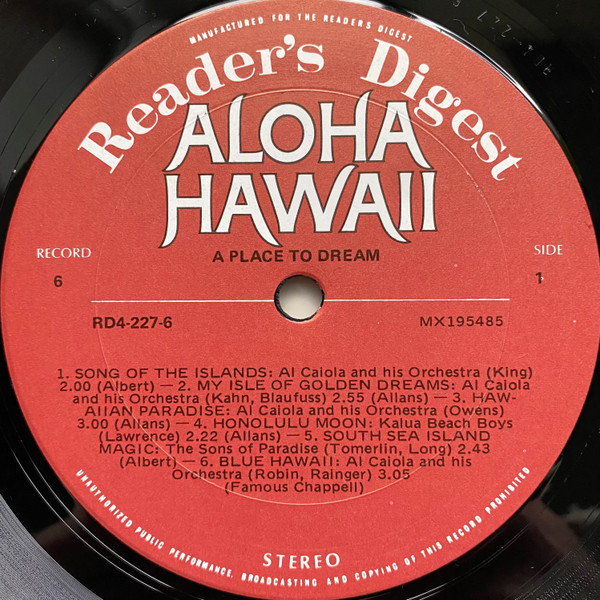 MANUFACTURED FOR THE READERS DIGEST
Reader's Digest
ALOHA
HAWAII
A PLACE TO DREAM
RECORD
6
SIDE
1
RD4-227-6
MX195485
1. SONG OF THE ISLANDS: Al Caiola and his Orchestra (King)
2.00 (Albert) — 2. MY ISLE OF GOLDEN DREAMS: Al Caiola
and his Orchestra (Kahn, Blaufuss) 2.55 (Allans) — 3. HAW-
AIIAN PARADISE: Al Caiola and his Orchestra (Owens)
3.00 (Allans) — 4. HONOLULU MOON: Kalua Beach Boys
(Lawrence) 2.22 (Allans) — 5. SOUTH SEA ISLAND
MAGIC: The Sons of Paradise (Tomerlin, Long) 2.43
(Albert) — 6. BLUE HAWAII: Al Caiola and his
Orchestra (Robin, Rainger) 3.05
(Famous Chappell)
STEREO
UNAUTHORIZED PUBLIC PERFORMANCE, BROADCASTING AND COPYING OF THIS RECORD PROHIBITED